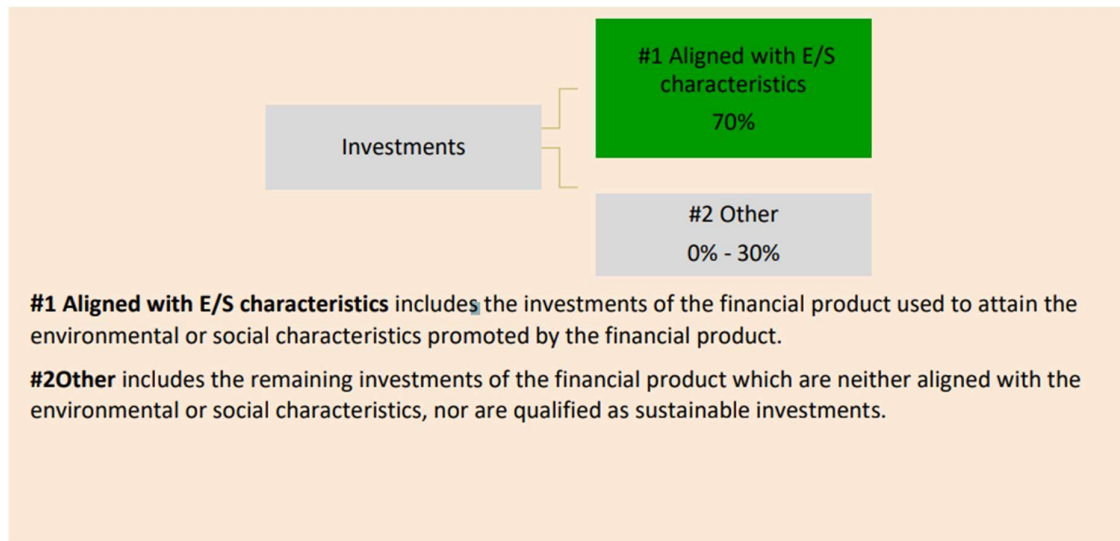 #1 Aligned with E/S
characteristics
70%
Investments
#2 Other
0% - 30%
#1 Aligned with E/S characteristics includes the investments of the financial product used to attain the
environmental or social characteristics promoted by the financial product.
#2Other includes the remaining investments of the financial product which are neither aligned with the
environmental or social characteristics, nor are qualified as sustainable investments.